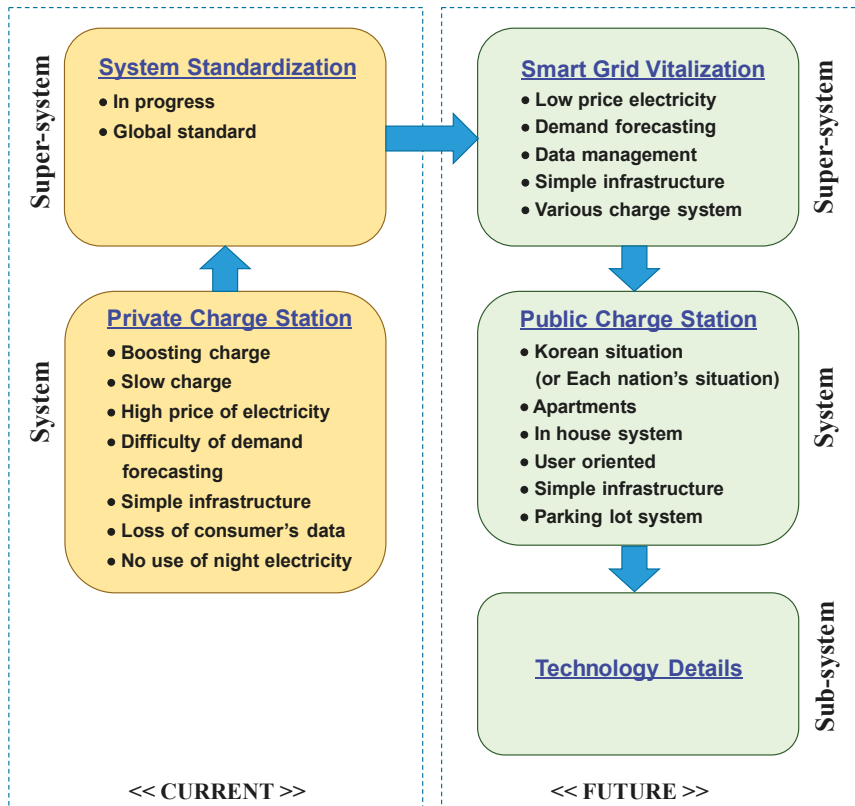 Super-system
System Standardization
• In progress
• Global standard
System
Private Charge Station
• Boosting charge
• Slow charge
• High price of electricity
• Difficulty of demand
forecasting
• Simple infrastructure
• Loss of consumer's data
• No use of night electricity
<< CURRENT >>
Smart Grid Vitalization
• Low price electricity
• Demand forecasting
• Data management
• Simple infrastructure
• Various charge system
Super-system
Public Charge Station
• Korean situation
(or Each nation's situation)
• Apartments
• In house system
• User oriented
• Simple infrastructure
• Parking lot system
System
Technology Details
Sub-system
<< FUTURE >>